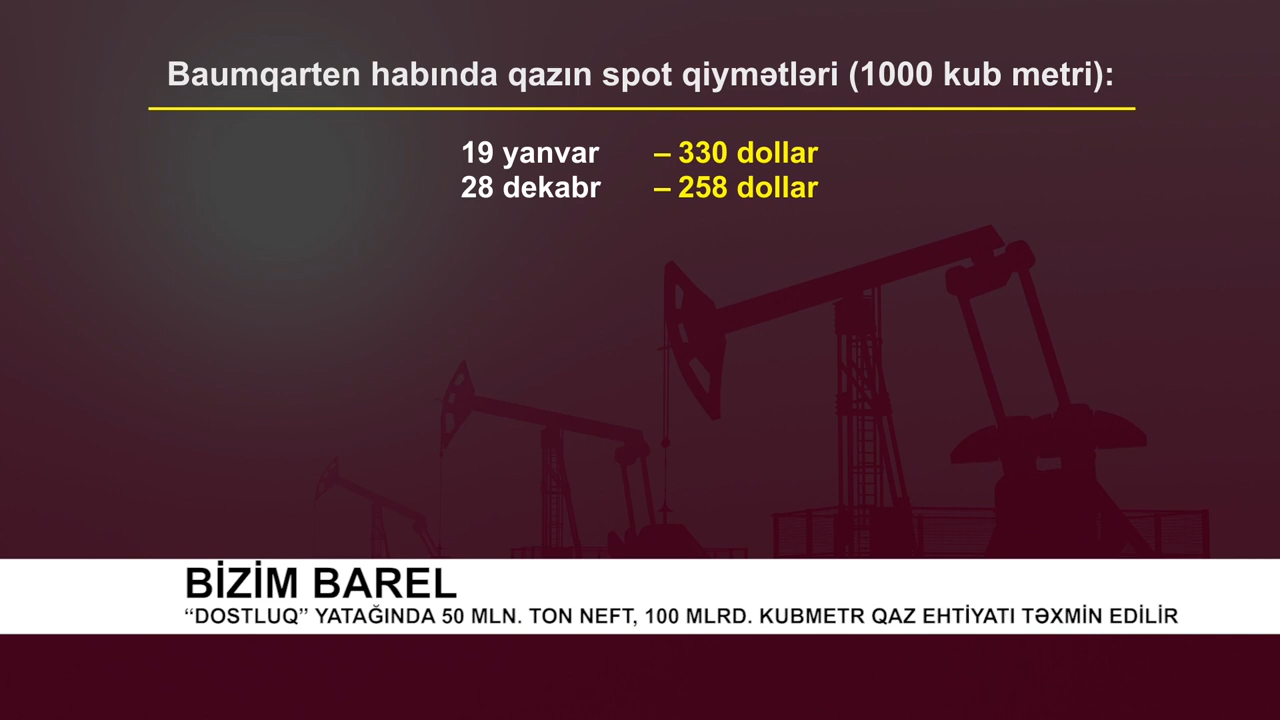 Baumqarten habında qazın spot qiymətləri (1000 kub metri):
19 yanvar – 330 dollar
28 dekabr – 258 dollar
BİZİM BAREL
“DOSTLUQ” YATAĞINDA 50 MLN. TON NEFT, 100 MLRD. KUBMETR QAZ EHTİYATI TƏXMİN EDİLİR